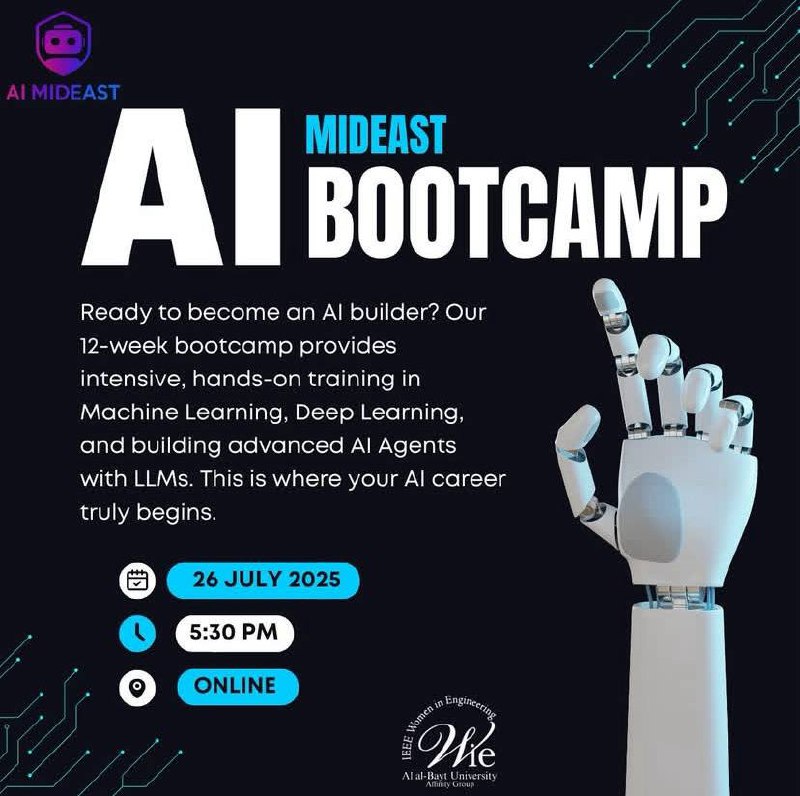 AI MIDEAST
AI MIDEAST
BOOTCAMP
Ready to become an AI builder? Our
12-week bootcamp provides
intensive, hands-on training in
Machine Learning, Deep Learning,
and building advanced AI Agents
with LLMs. This is where your AI career
truly begins.
26 JULY 2025
5:30 PM
ONLINE
IEEE Women in Engineering
Wie
Al al-Bayt University
Affinity Group